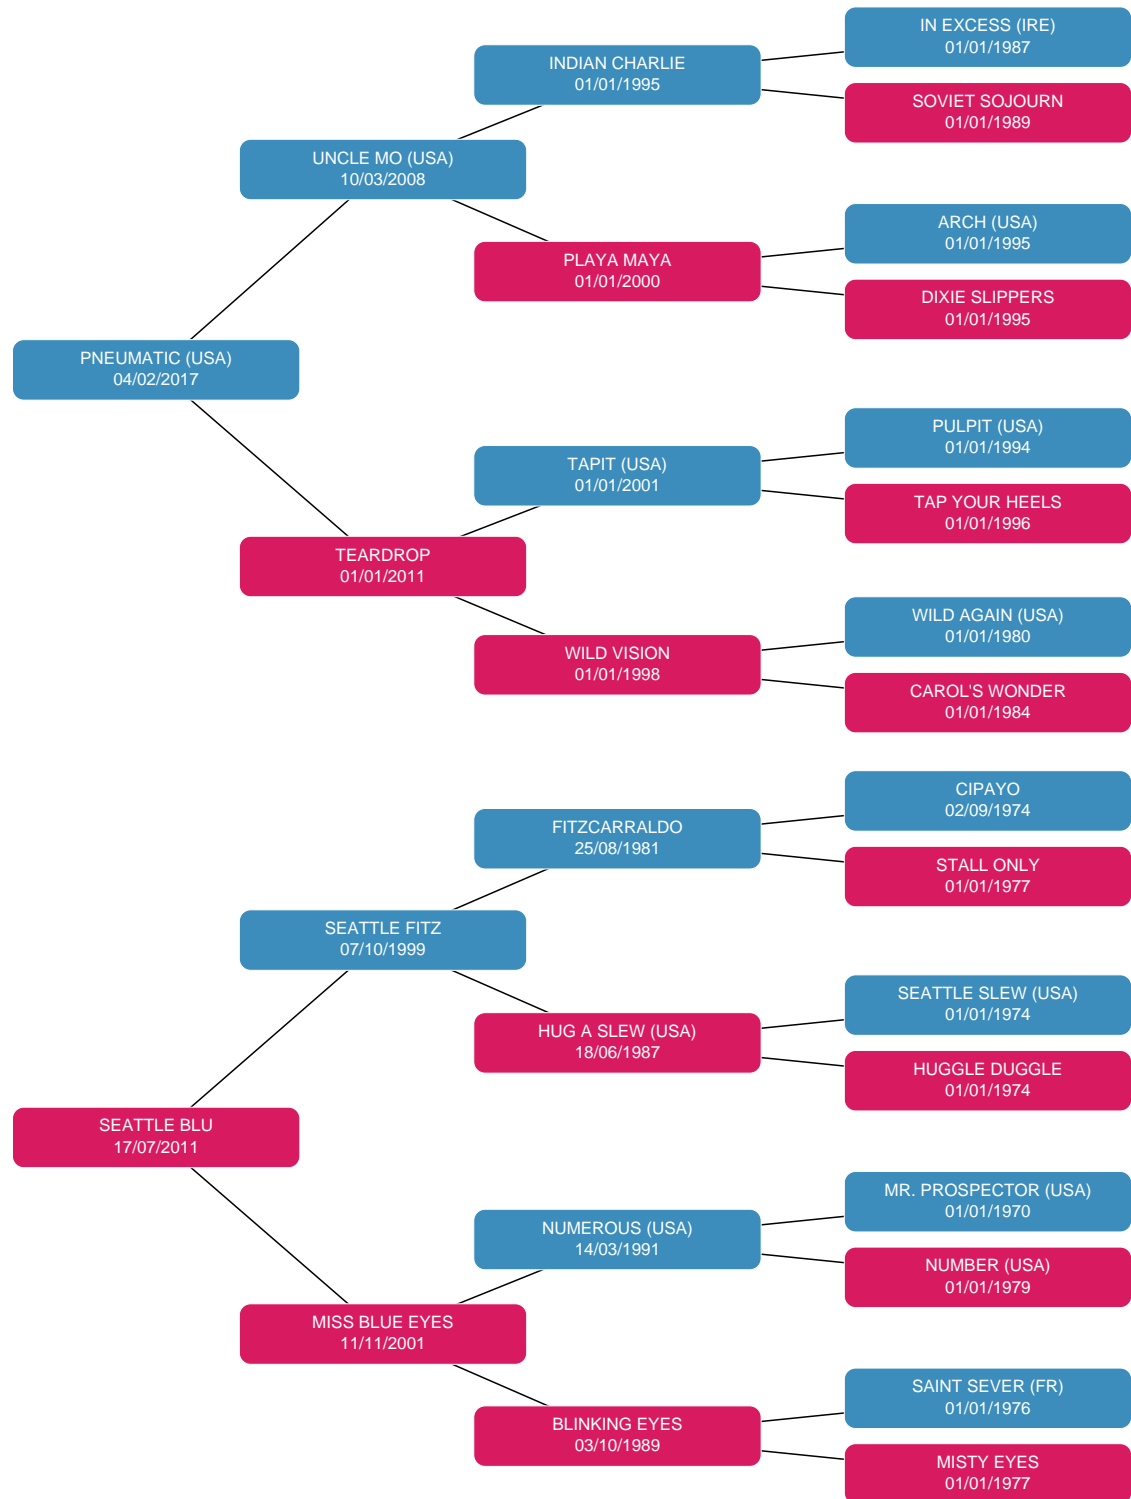 IN EXCESS (IRE)
01/01/1987
INDIAN CHARLIE
01/01/1995
SOVIET SOJOURN
01/01/1989
UNCLE MO (USA)
10/03/2008
ARCH (USA)
01/01/1995
PLAYA MAYA
01/01/2000
DIXIE SLIPPERS
01/01/1995
PNEUMATIC (USA)
04/02/2017
PULPIT (USA)
01/01/1994
TAPIT (USA)
01/01/2001
TAP YOUR HEELS
01/01/1996
TEARDROP
01/01/2011
WILD AGAIN (USA)
01/01/1980
WILD VISION
01/01/1998
CAROL'S WONDER
01/01/1984
CIPAYO
02/09/1974
FITZCARRALDO
25/08/1981
STALL ONLY
01/01/1977
SEATTLE FITZ
07/10/1999
SEATTLE SLEW (USA)
01/01/1974
HUG A SLEW (USA)
18/06/1987
HUGGLE DUGGLE
01/01/1974
SEATTLE BLU
17/07/2011
MR. PROSPECTOR (USA)
01/01/1970
NUMEROUS (USA)
14/03/1991
NUMBER (USA)
01/01/1979
MISS BLUE EYES
11/11/2001
SAINT SEVER (FR)
01/01/1976
BLINKING EYES
03/10/1989
MISTY EYES
01/01/1977